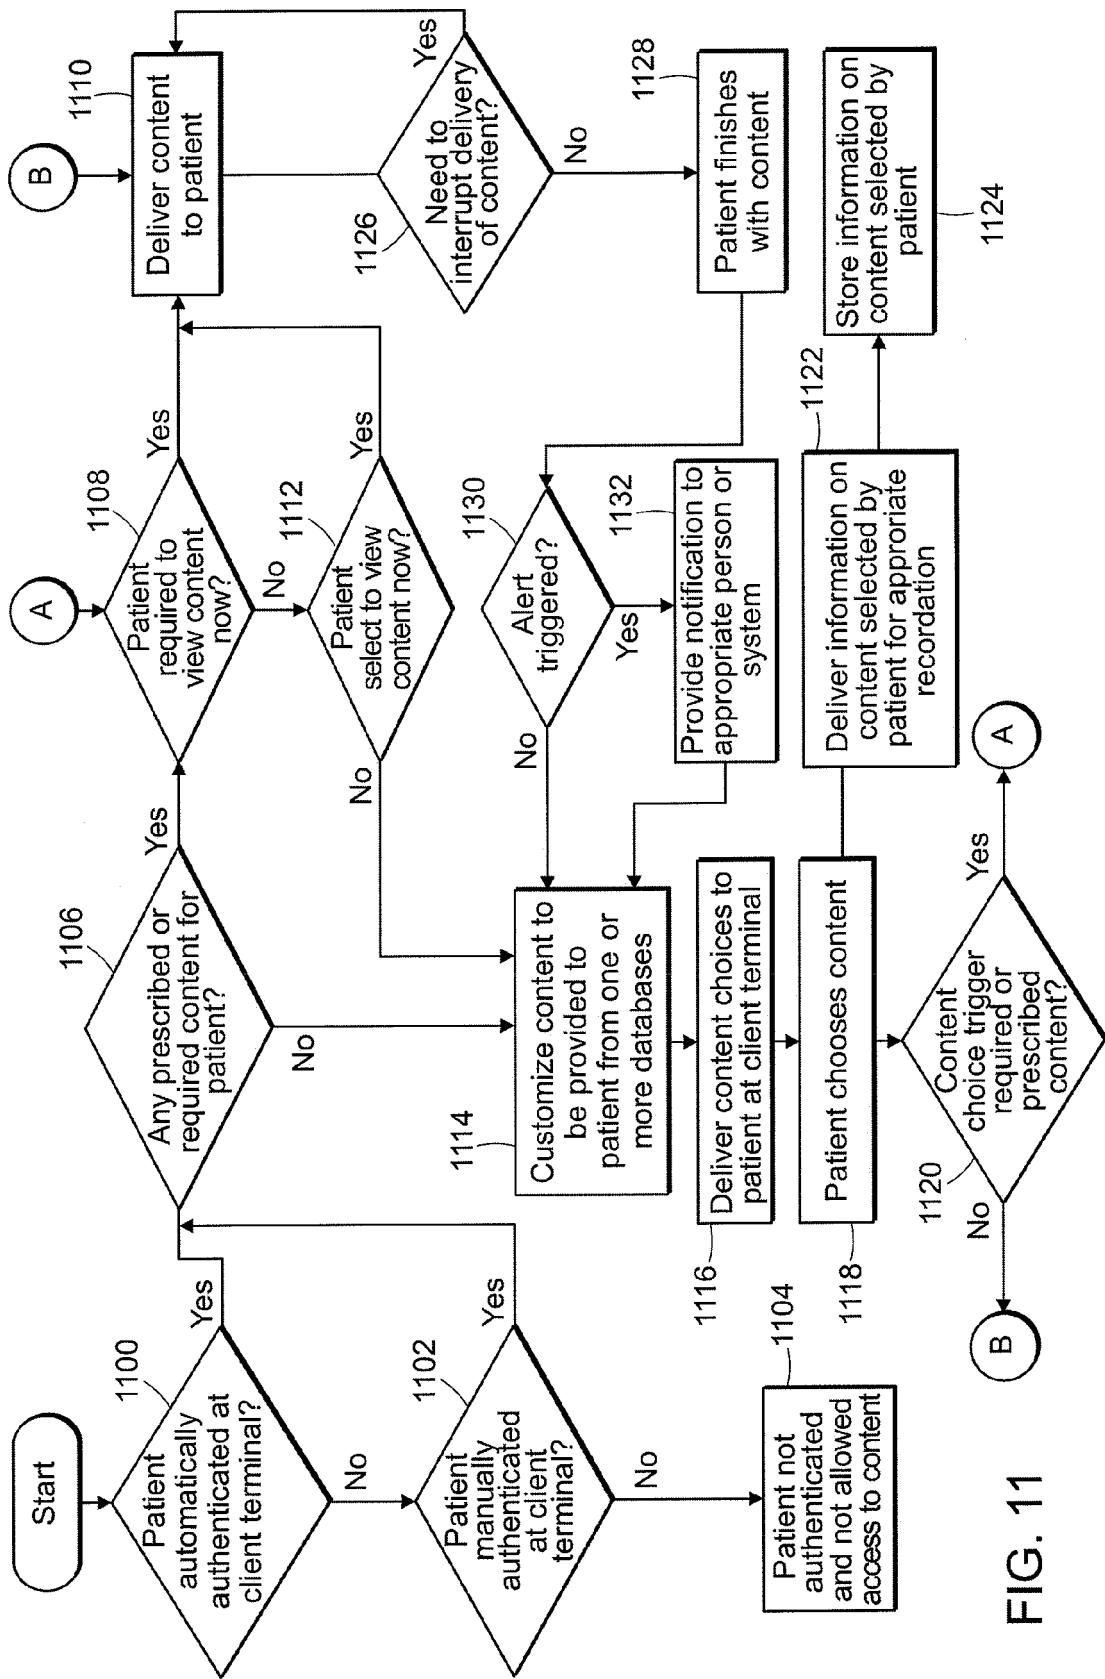 Start
1100
Patient
automatically
authenticated at
client terminal?
Yes
No
1102
Patient
manually
authenticated
at client
terminal?
Yes
No
1104
Patient not
authenticated
and not allowed
access to content
1106
Any prescribed or
required content for
patient?
Yes
No
A
1108
Patient
required to
view content
now?
Yes
No
1112
Patient
select to view
content now?
Yes
No
B
1110
Deliver content
to patient
1126
Need to
interrupt delivery
of content?
Yes
No
1128
Patient finishes
with content
1130
Alert
triggered?
No
Yes
1132
Provide notification to
appropriate person or
system
1114
Customize content to
be provided to
patient from one or
more databases
1116
Deliver content choices to
patient at client terminal
1118
Patient chooses content
1122
Deliver information on
content selected by
patient for approriate
recordation
1124
Store information on
content selected by
patient
1120
Content
choice trigger
required or
prescribed
content?
No
B
Yes
A
FIG. 11